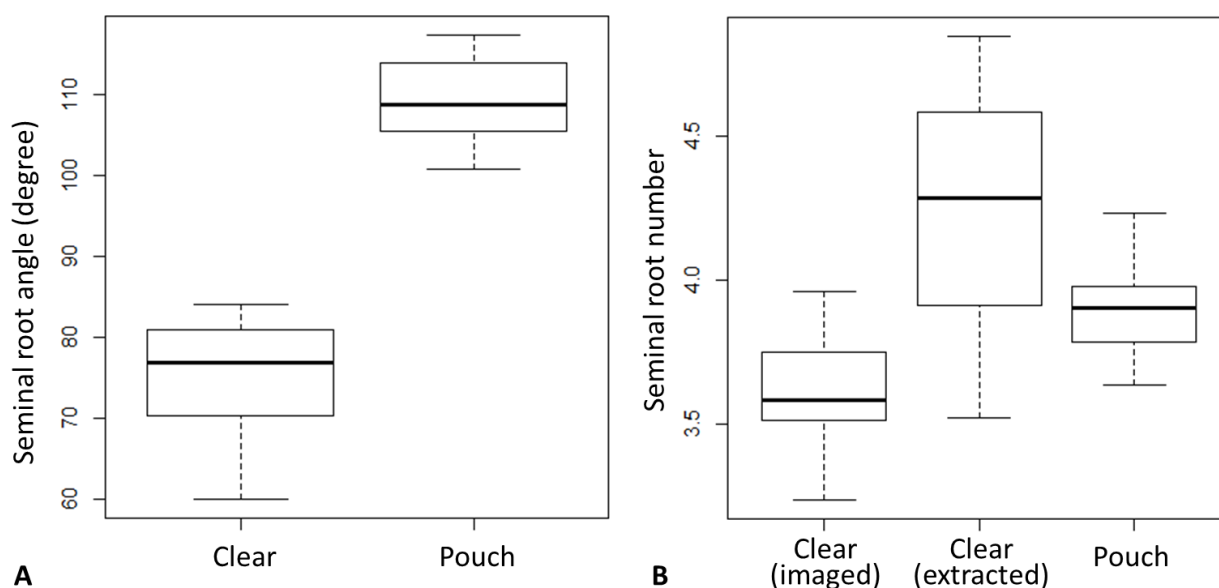 Seminal root angle (degree)
110
100
90
80
70
60
Clear
Pouch
A
Seminal root number
4.5
4.0
3.5
Clear
(imaged)
Clear
(extracted)
Pouch
B